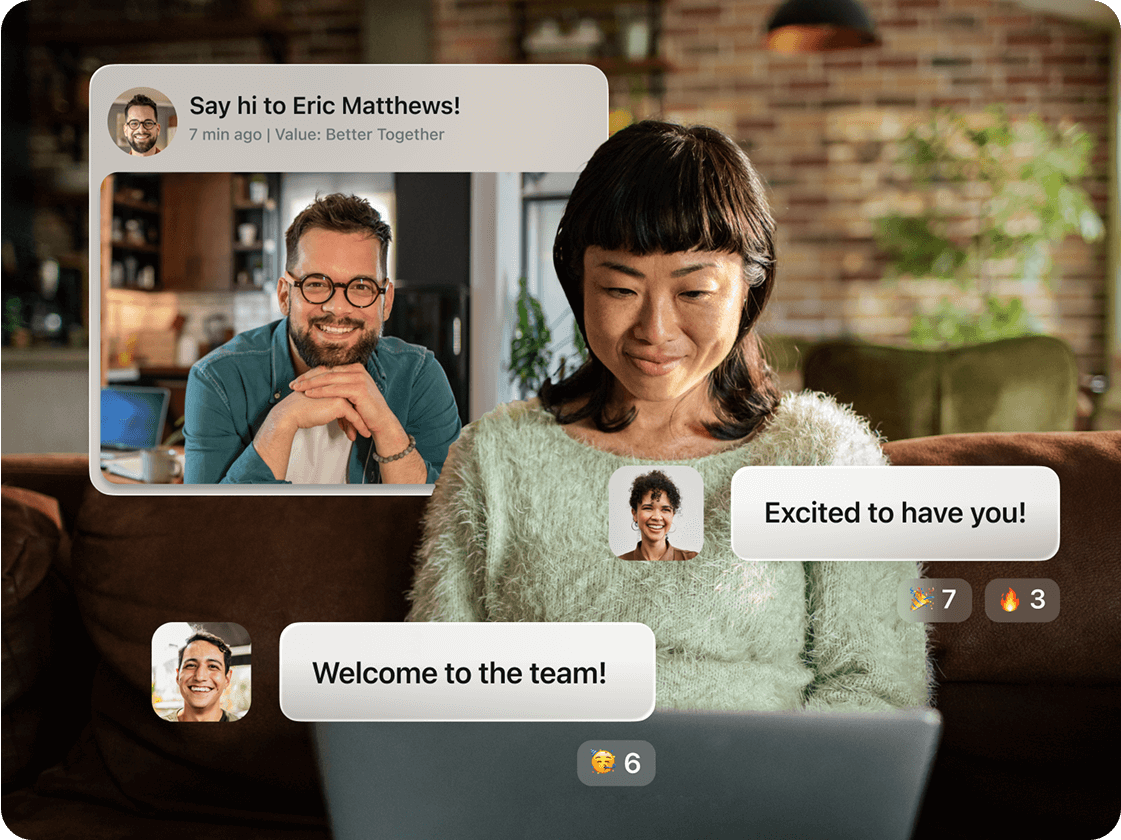 Say hi to Eric Matthews!
7 min ago | Value: Better Together
Excited to have you!
🎉 7 🔥 3
Welcome to the team!
🥳 6